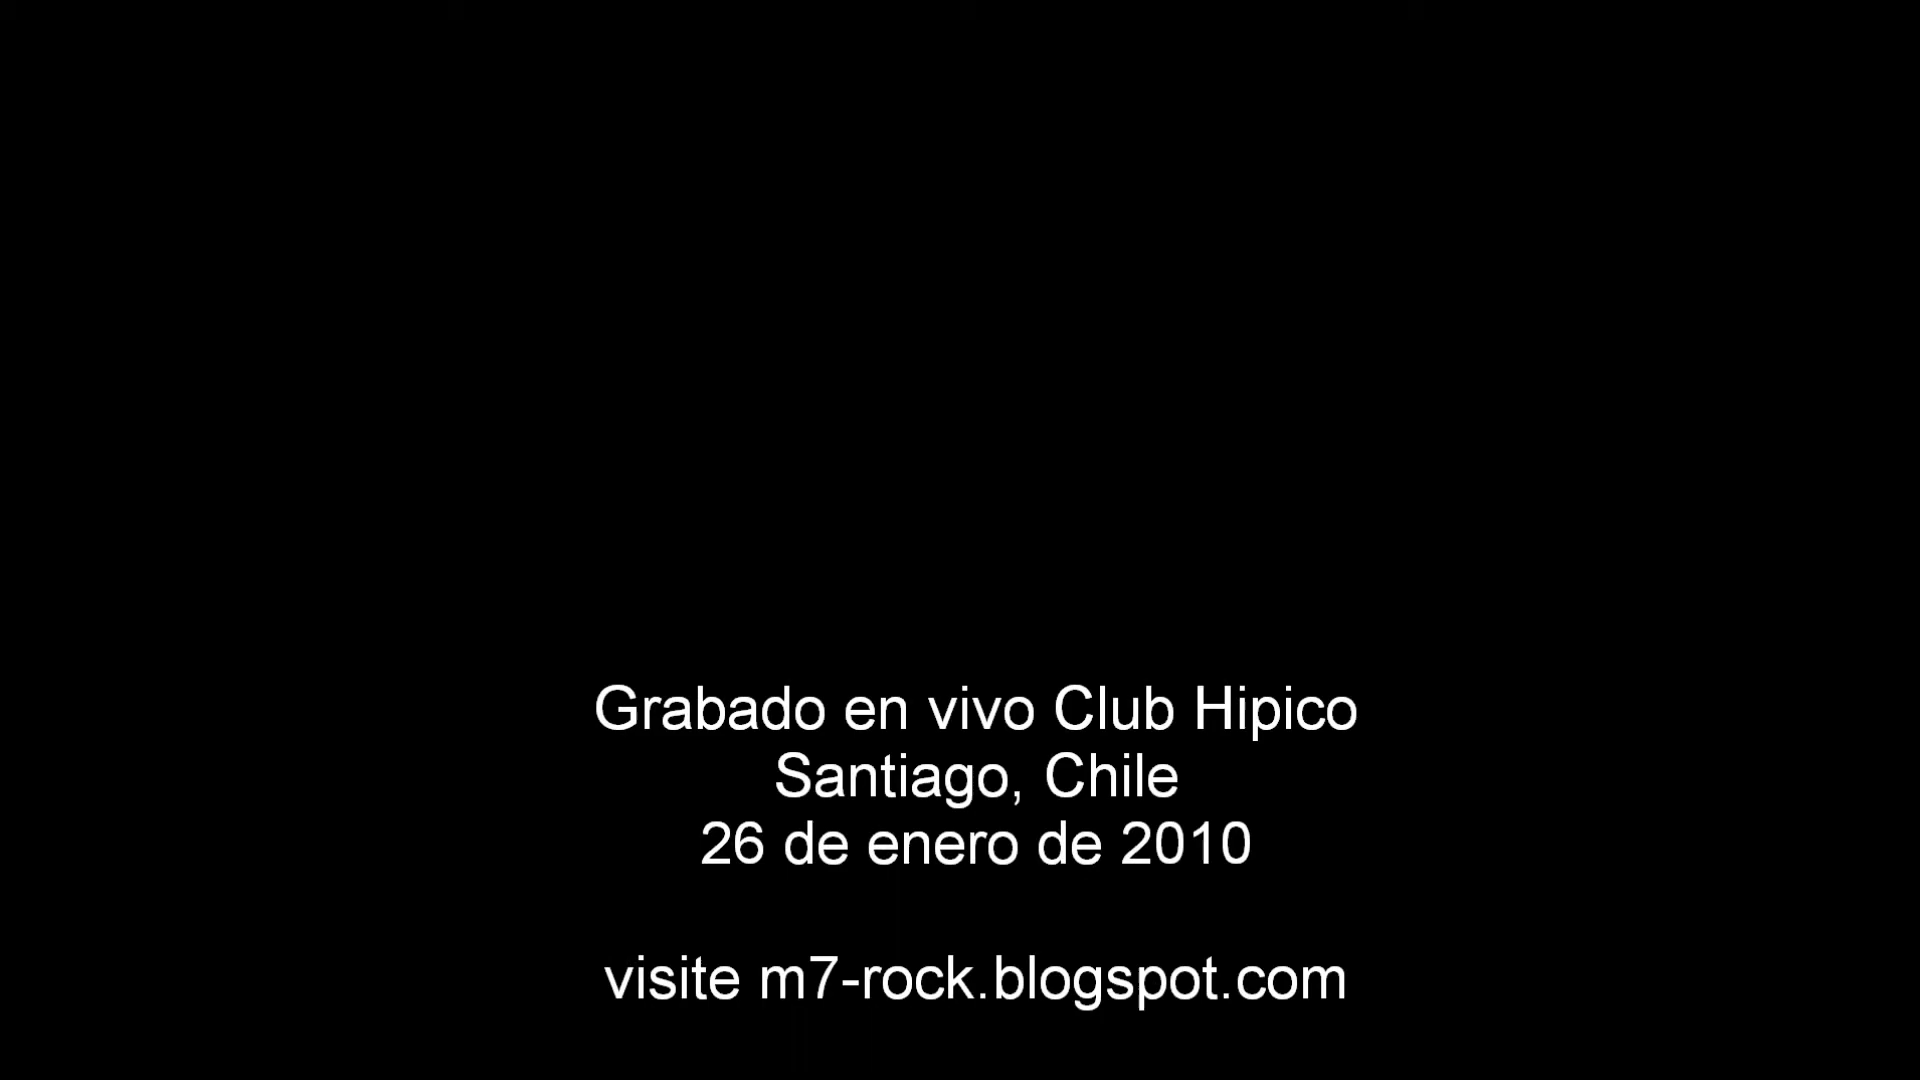 Grabado en vivo Club Hipico
Santiago, Chile
26 de enero de 2010
visite m7-rock.blogspot.com